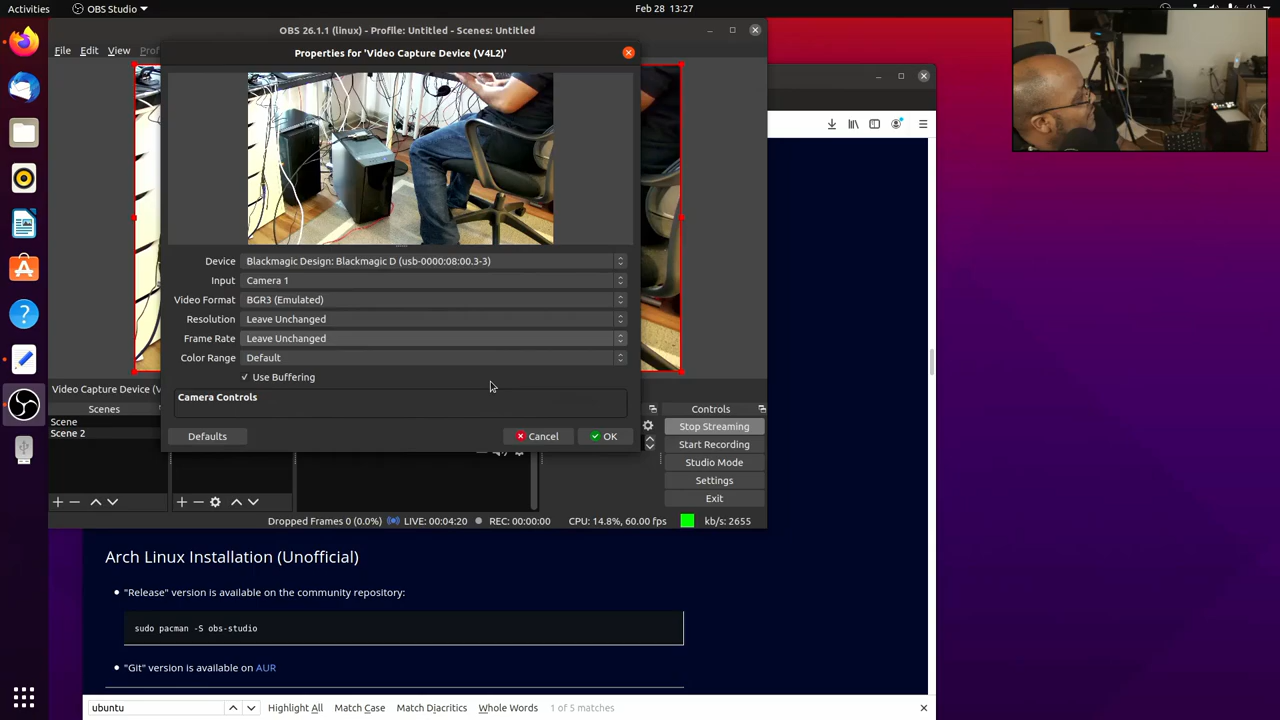 Activities
OBS Studio
Feb 28 13:27
OBS 26.1.1 (linux) - Profile: Untitled - Scenes: Untitled
File Edit View
Properties for 'Video Capture Device (V4L2)'
Device Blackmagic Design: Blackmagic D (usb-0000:08:00.3-3)
Input Camera 1
Video Format BGR3 (Emulated)
Resolution Leave Unchanged
Frame Rate Leave Unchanged
Color Range Default
✓ Use Buffering
Camera Controls
Defaults Cancel OK
Video Capture Device (V
Scenes
Scene
Scene 2
Controls
Stop Streaming
Start Recording
Studio Mode
Settings
Exit
Dropped Frames 0 (0.0%) LIVE: 00:04:20 REC: 00:00:00 CPU: 14.8%, 60.00 fps kb/s: 2655
Arch Linux Installation (Unofficial)
• "Release" version is available on the community repository:
sudo pacman -S obs-studio
• "Git" version is available on AUR
ubuntu Highlight All Match Case Match Diacritics Whole Words 1 of 5 matches